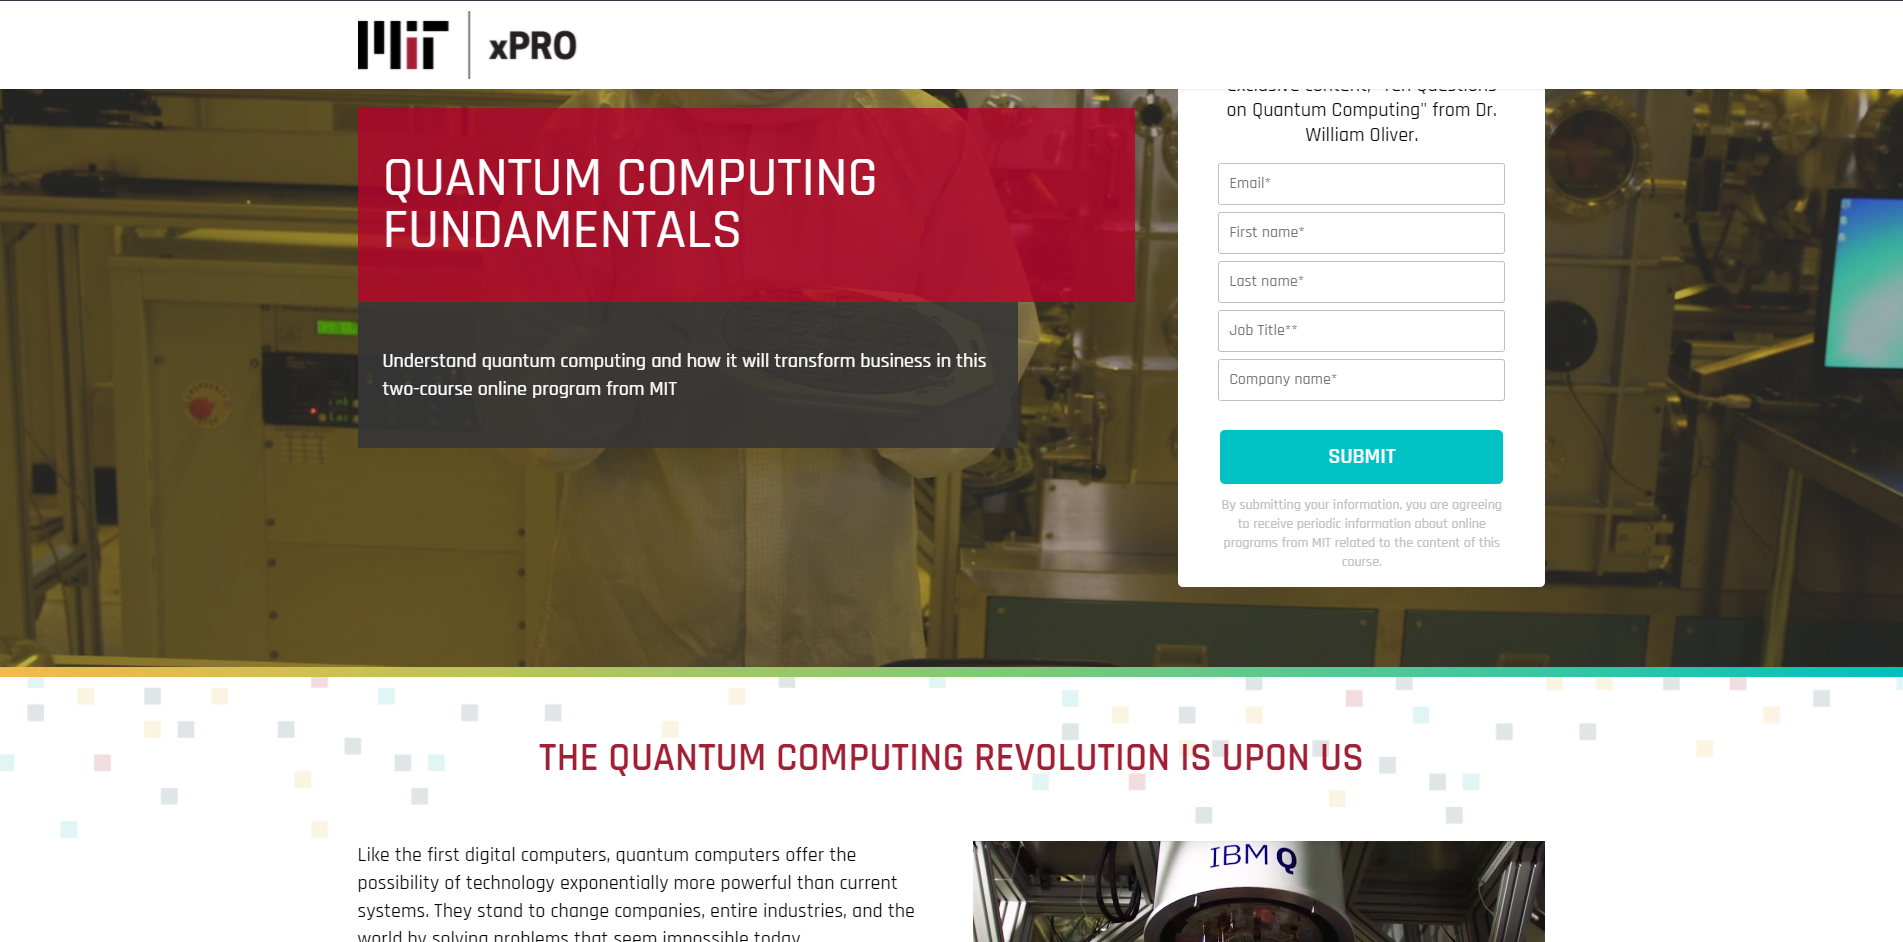 MIT xPRO
QUANTUM COMPUTING
FUNDAMENTALS
Understand quantum computing and how it will transform business in this
two-course online program from MIT
exclusive content, "Ten Questions
on Quantum Computing" from Dr.
William Oliver.
Email*
First name*
Last name*
Job Title**
Company name*
SUBMIT
By submitting your information, you are agreeing
to receive periodic information about online
programs from MIT related to the content of this
course.
THE QUANTUM COMPUTING REVOLUTION IS UPON US
Like the first digital computers, quantum computers offer the
possibility of technology exponentially more powerful than current
systems. They stand to change companies, entire industries, and the
world by solving problems that seem impossible today.
IBM Q